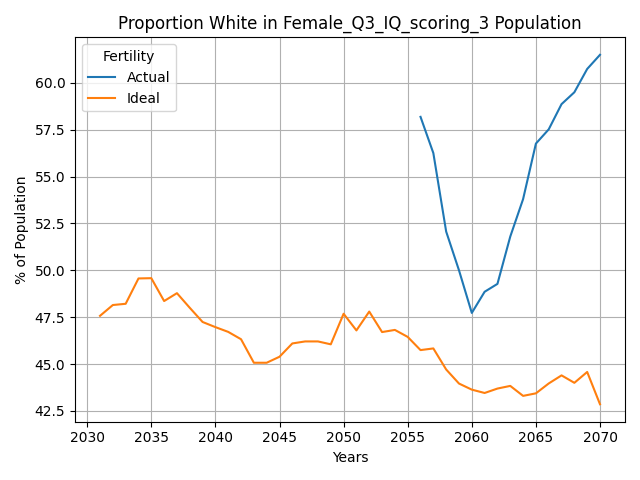 Proportion White in Female_Q3_IQ_scoring_3 Population
Fertility
Actual
Ideal
60.0
57.5
55.0
52.5
50.0
47.5
45.0
42.5
% of Population
2030 2035 2040 2045 2050 2055 2060 2065 2070
Years